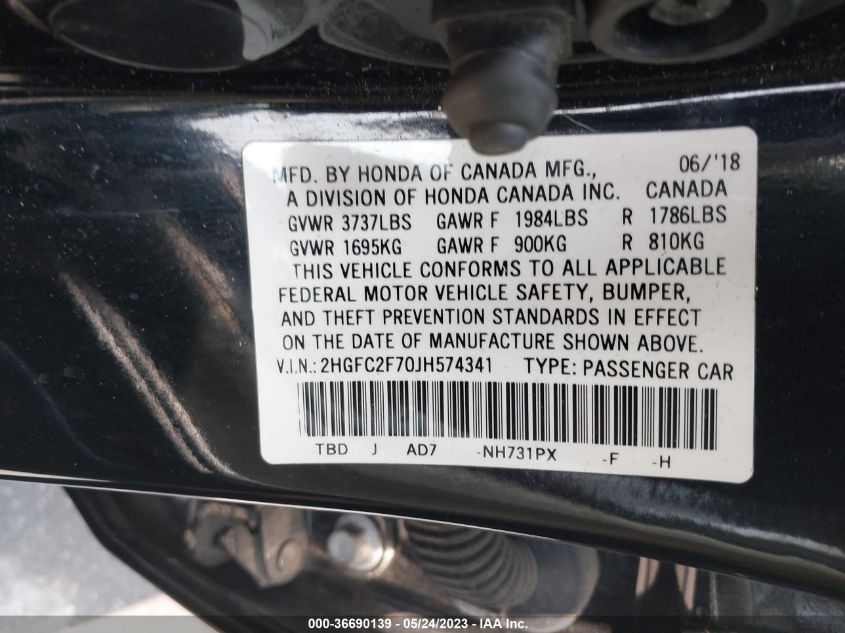 MFD. BY HONDA OF CANADA MFG., 06/'18
A DIVISION OF HONDA CANADA INC. CANADA
GVWR 3737LBS GAWR F 1984LBS R 1786LBS
GVWR 1695KG GAWR F 900KG R 810KG
THIS VEHICLE CONFORMS TO ALL APPLICABLE
FEDERAL MOTOR VEHICLE SAFETY, BUMPER,
AND THEFT PREVENTION STANDARDS IN EFFECT
ON THE DATE OF MANUFACTURE SHOWN ABOVE.
V.I.N.: 2HGFC2F70JH574341 TYPE: PASSENGER CAR
TBD J AD7 -NH731PX -F -H
000-36690139 - 05/24/2023 - IAA Inc.